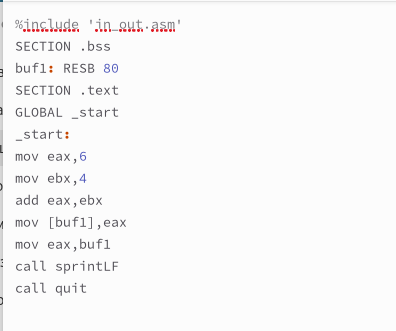 %include 'in_out.asm'
SECTION .bss
buf1: RESB 80
SECTION .text
GLOBAL _start
_start:
mov eax,6
mov ebx,4
add eax,ebx
mov [buf1],eax
mov eax,buf1
call sprintLF
call quit